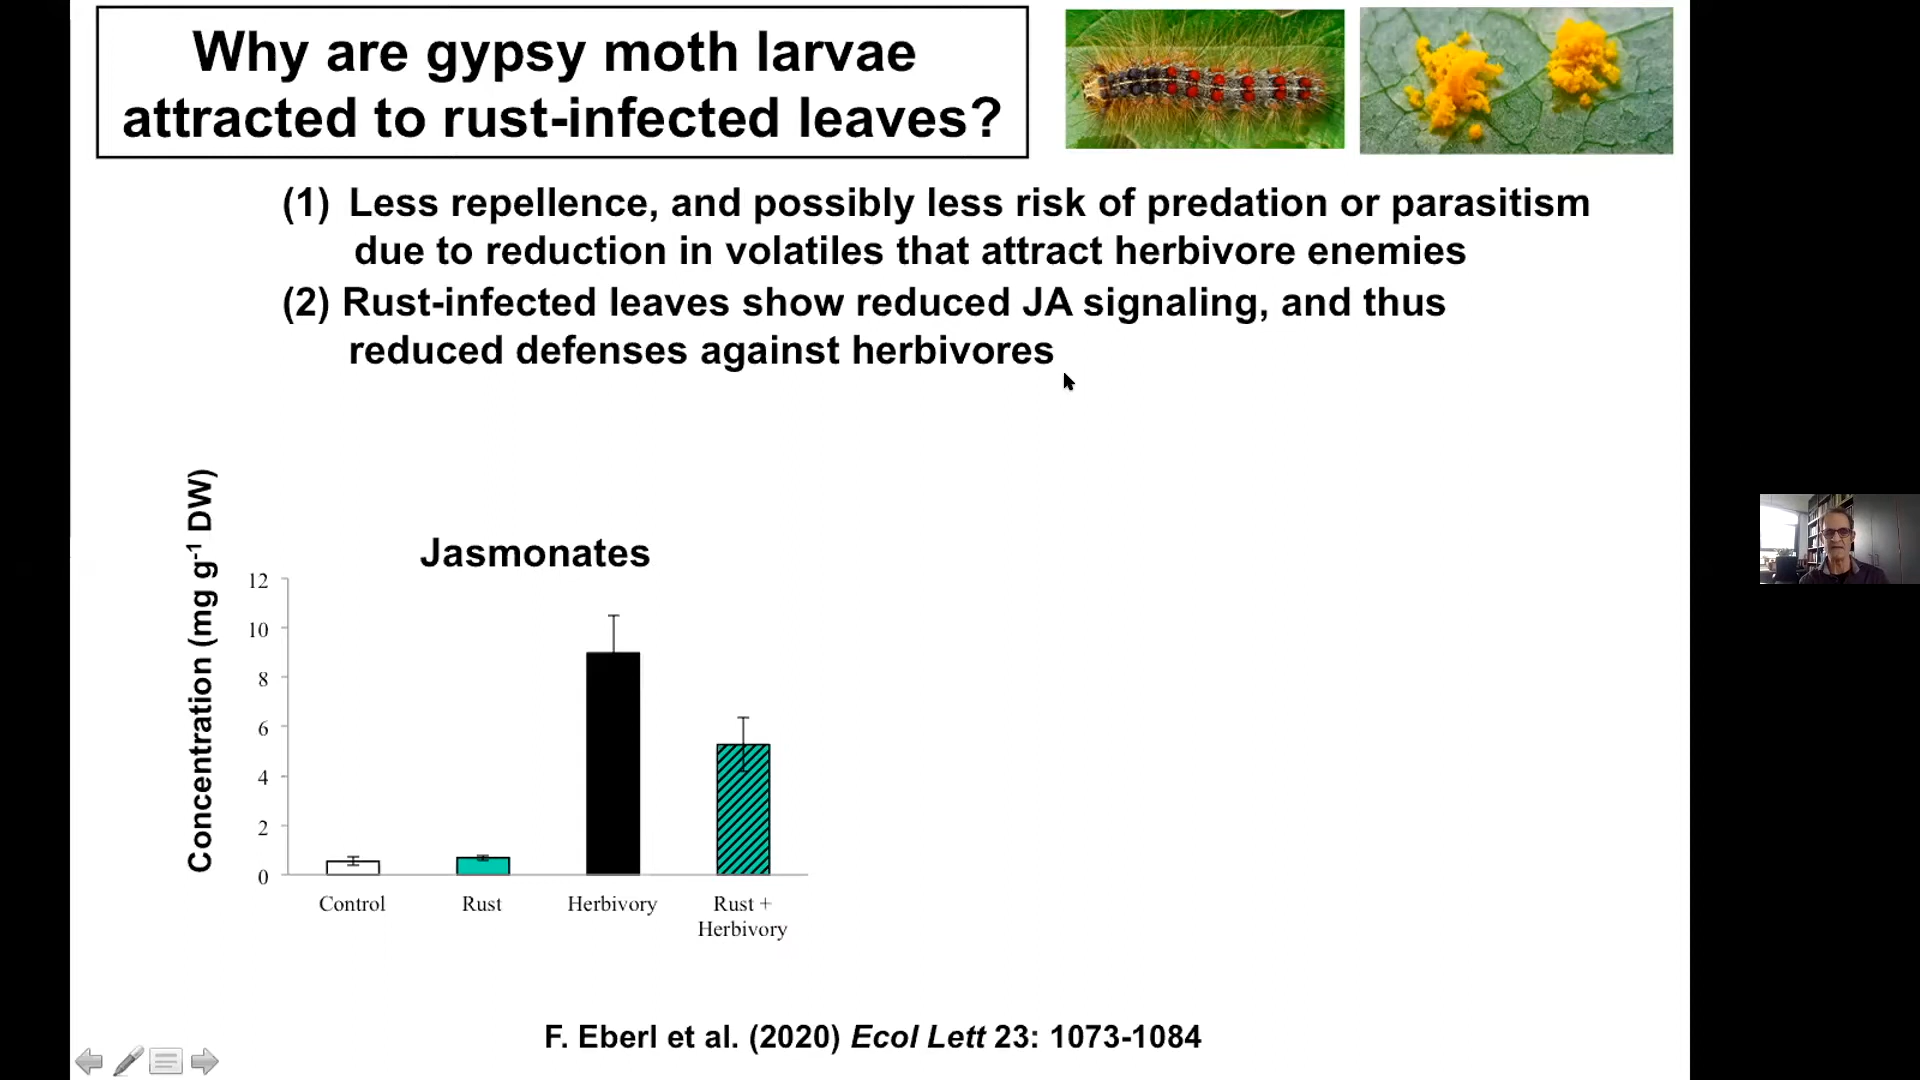 Why are gypsy moth larvae
attracted to rust-infected leaves?
(1) Less repellence, and possibly less risk of predation or parasitism
due to reduction in volatiles that attract herbivore enemies
(2) Rust-infected leaves show reduced JA signaling, and thus
reduced defenses against herbivores
Concentration (mg g⁻¹ DW)
Jasmonates
12
10
8
6
4
2
0
Control Rust Herbivory Rust +
Herbivory
F. Eberl et al. (2020) Ecol Lett 23: 1073-1084